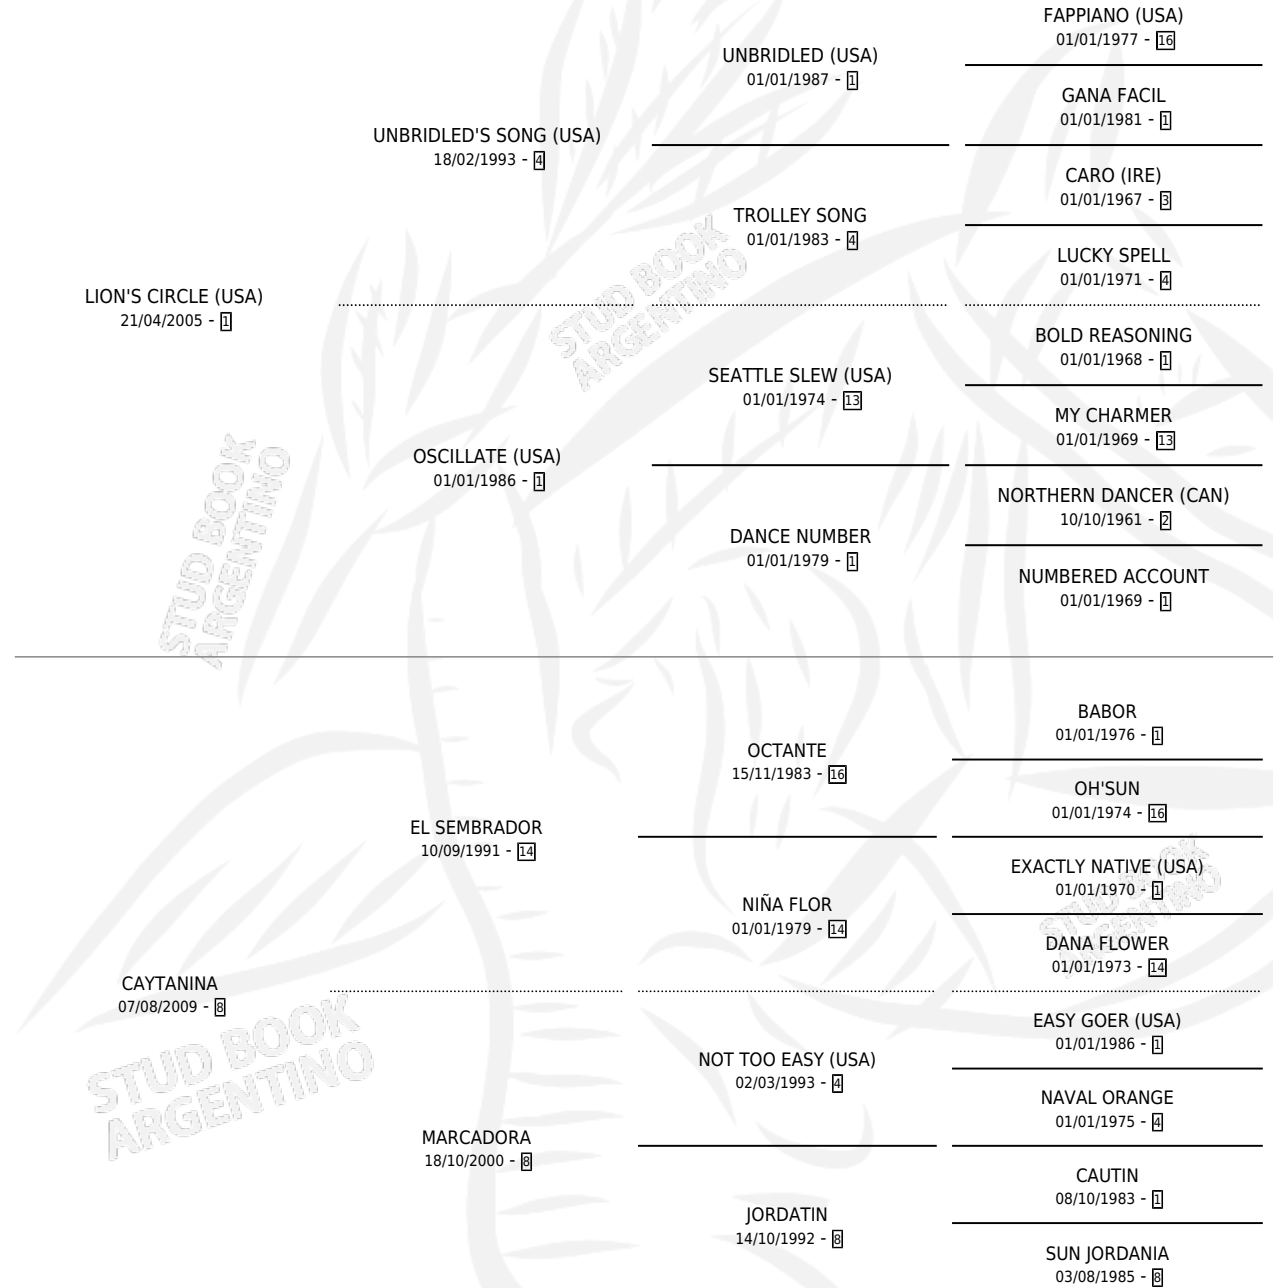 FAPPIANO (USA)
01/01/1977 - 16
UNBRIDLED (USA)
01/01/1987 - 1
GANA FACIL
01/01/1981 - 1
UNBRIDLED'S SONG (USA)
18/02/1993 - 4
CARO (IRE)
01/01/1967 - 3
TROLLEY SONG
01/01/1983 - 4
LUCKY SPELL
01/01/1971 - 4
LION'S CIRCLE (USA)
21/04/2005 - 1
BOLD REASONING
01/01/1968 - 1
SEATTLE SLEW (USA)
01/01/1974 - 13
MY CHARMER
01/01/1969 - 13
OSCILLATE (USA)
01/01/1986 - 1
NORTHERN DANCER (CAN)
10/10/1961 - 2
DANCE NUMBER
01/01/1979 - 1
NUMBERED ACCOUNT
01/01/1969 - 1
BABOR
01/01/1976 - 1
OCTANTE
15/11/1983 - 16
OH'SUN
01/01/1974 - 16
EL SEMBRADOR
10/09/1991 - 14
EXACTLY NATIVE (USA)
01/01/1970 - 1
NIÑA FLOR
01/01/1979 - 14
DANA FLOWER
01/01/1973 - 14
CAYTANINA
07/08/2009 - 8
EASY GOER (USA)
01/01/1986 - 1
NOT TOO EASY (USA)
02/03/1993 - 4
NAVAL ORANGE
01/01/1975 - 4
MARCADORA
18/10/2000 - 8
CAUTIN
08/10/1983 - 1
JORDATIN
14/10/1992 - 8
SUN JORDANIA
03/08/1985 - 8
STUD BOOK
ARGENTINO
STUD BOOK
ARGENTINO
STUD BOOK
ARGENTINO
STUD BOOK
ARGENTINO